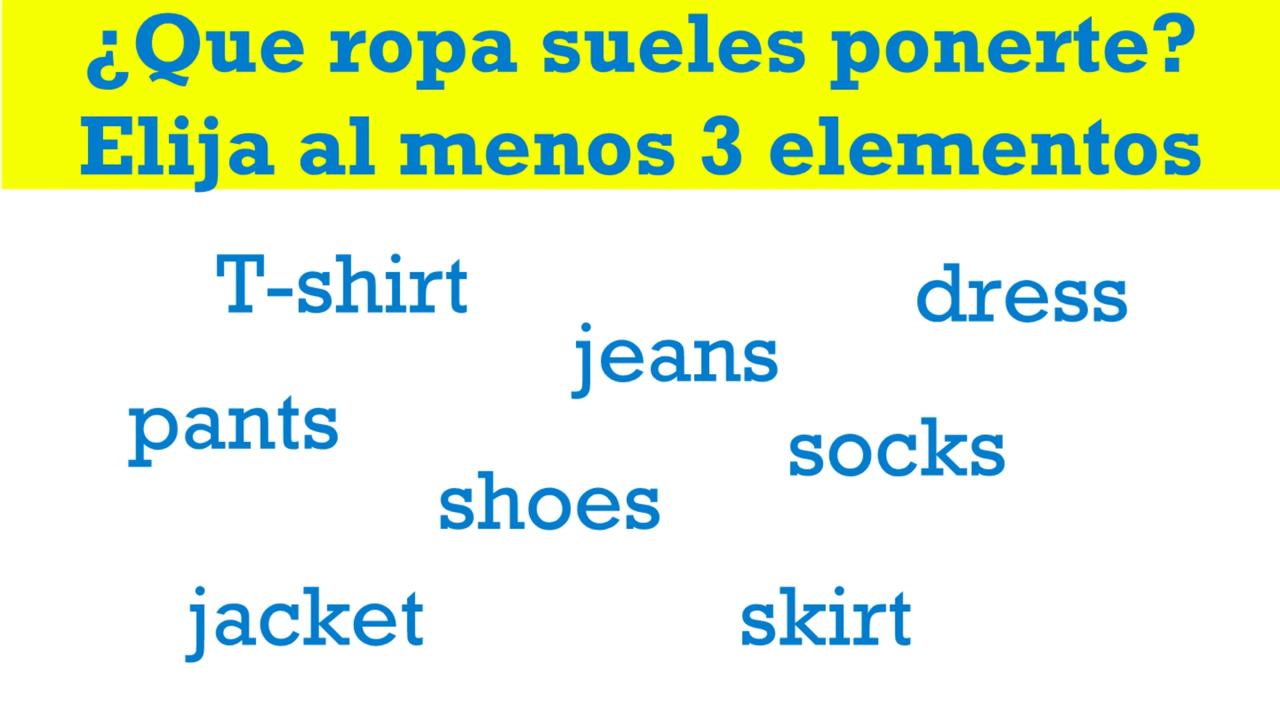 ¿Que ropa sueles ponerte?
Elija al menos 3 elementos
T-shirt
dress
jeans
pants
socks
shoes
jacket
skirt